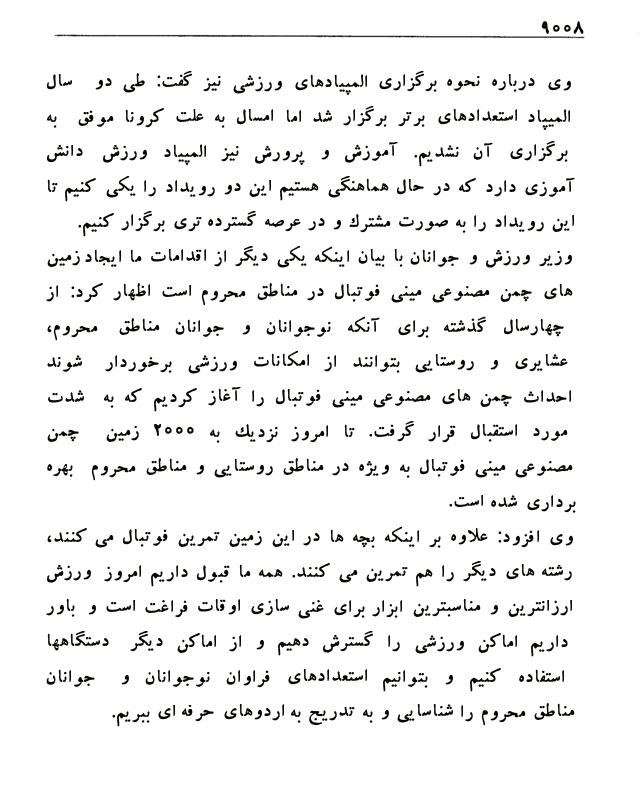 ۹۰۰۸
وی درباره نحوه برگزاری المپیادهای ورزشی نیز گفت: طی دو سال
المپیاد استعدادهای برتر برگزار شد اما امسال به علت کرونا موفق به
برگزاری آن نشدیم. آموزش و پرورش نیز المپیاد ورزش دانش
آموزی دارد که در حال هماهنگی هستیم این دو رویداد را یکی کنیم تا
این رویداد را به صورت مشترك و در عرصه گسترده تری برگزار کنیم.
وزیر ورزش و جوانان با بیان اینکه یکی دیگر از اقدامات ما ایجاد زمین
های چمن مصنوعی مینی فوتبال در مناطق محروم است اظهار کرد: از
چهارسال گذشته برای آنکه نوجوانان و جوانان مناطق محروم،
عشایری و روستایی بتوانند از امکانات ورزشی برخوردار شوند
احداث چمن های مصنوعی مینی فوتبال را آغاز کردیم که به شدت
مورد استقبال قرار گرفت. تا امروز نزدیك به ۲۰۰۰ زمین چمن
مصنوعی مینی فوتبال به ویژه در مناطق روستایی و مناطق محروم بهره
برداری شده است.
وی افزود: علاوه بر اینکه بچه ها در این زمین تمرین فوتبال می کنند،
رشته های دیگر را هم تمرین می کنند. همه ما قبول داریم امروز ورزش
ارزانترین و مناسبترین ابزار برای غنی سازی اوقات فراغت است و باور
داریم اماکن ورزشی را گسترش دهیم و از اماکن دیگر دستگاهها
استفاده کنیم و بتوانیم استعدادهای فراوان نوجوانان و جوانان
مناطق محروم را شناسایی و به تدریج به اردوهای حرفه ای ببریم.